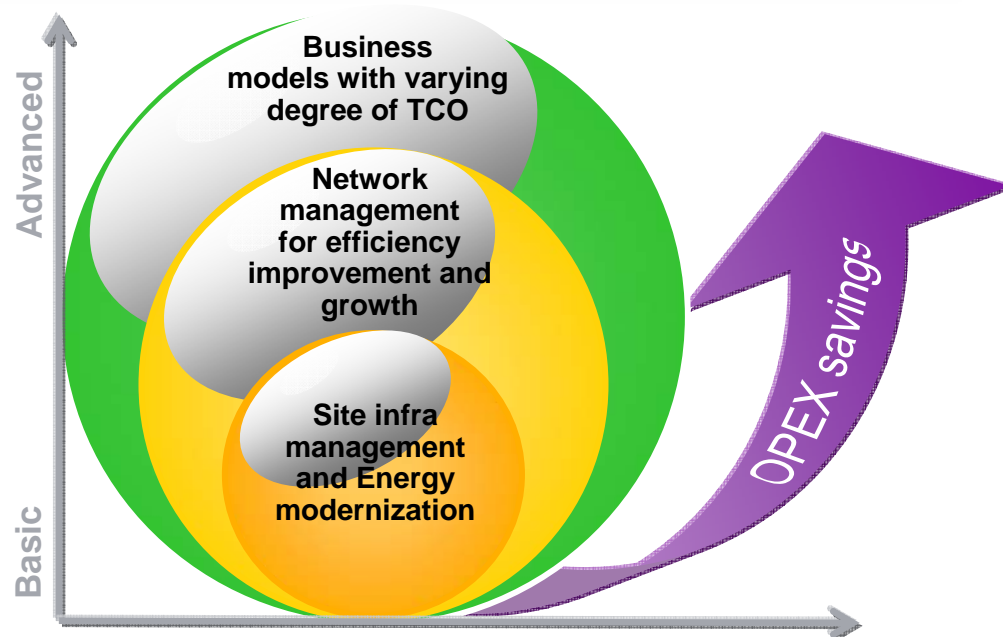 Advanced
Basic
Business
models with varying
degree of TCO
Network
management
for efficiency
improvement and
growth
Site infra
management
and Energy
modernization
OPEX savings